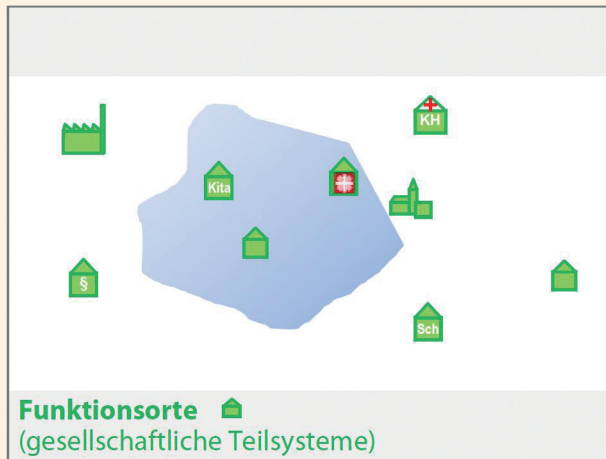 KH
Kita
§
Sch
Funktionsorte
(gesellschaftliche Teilsysteme)